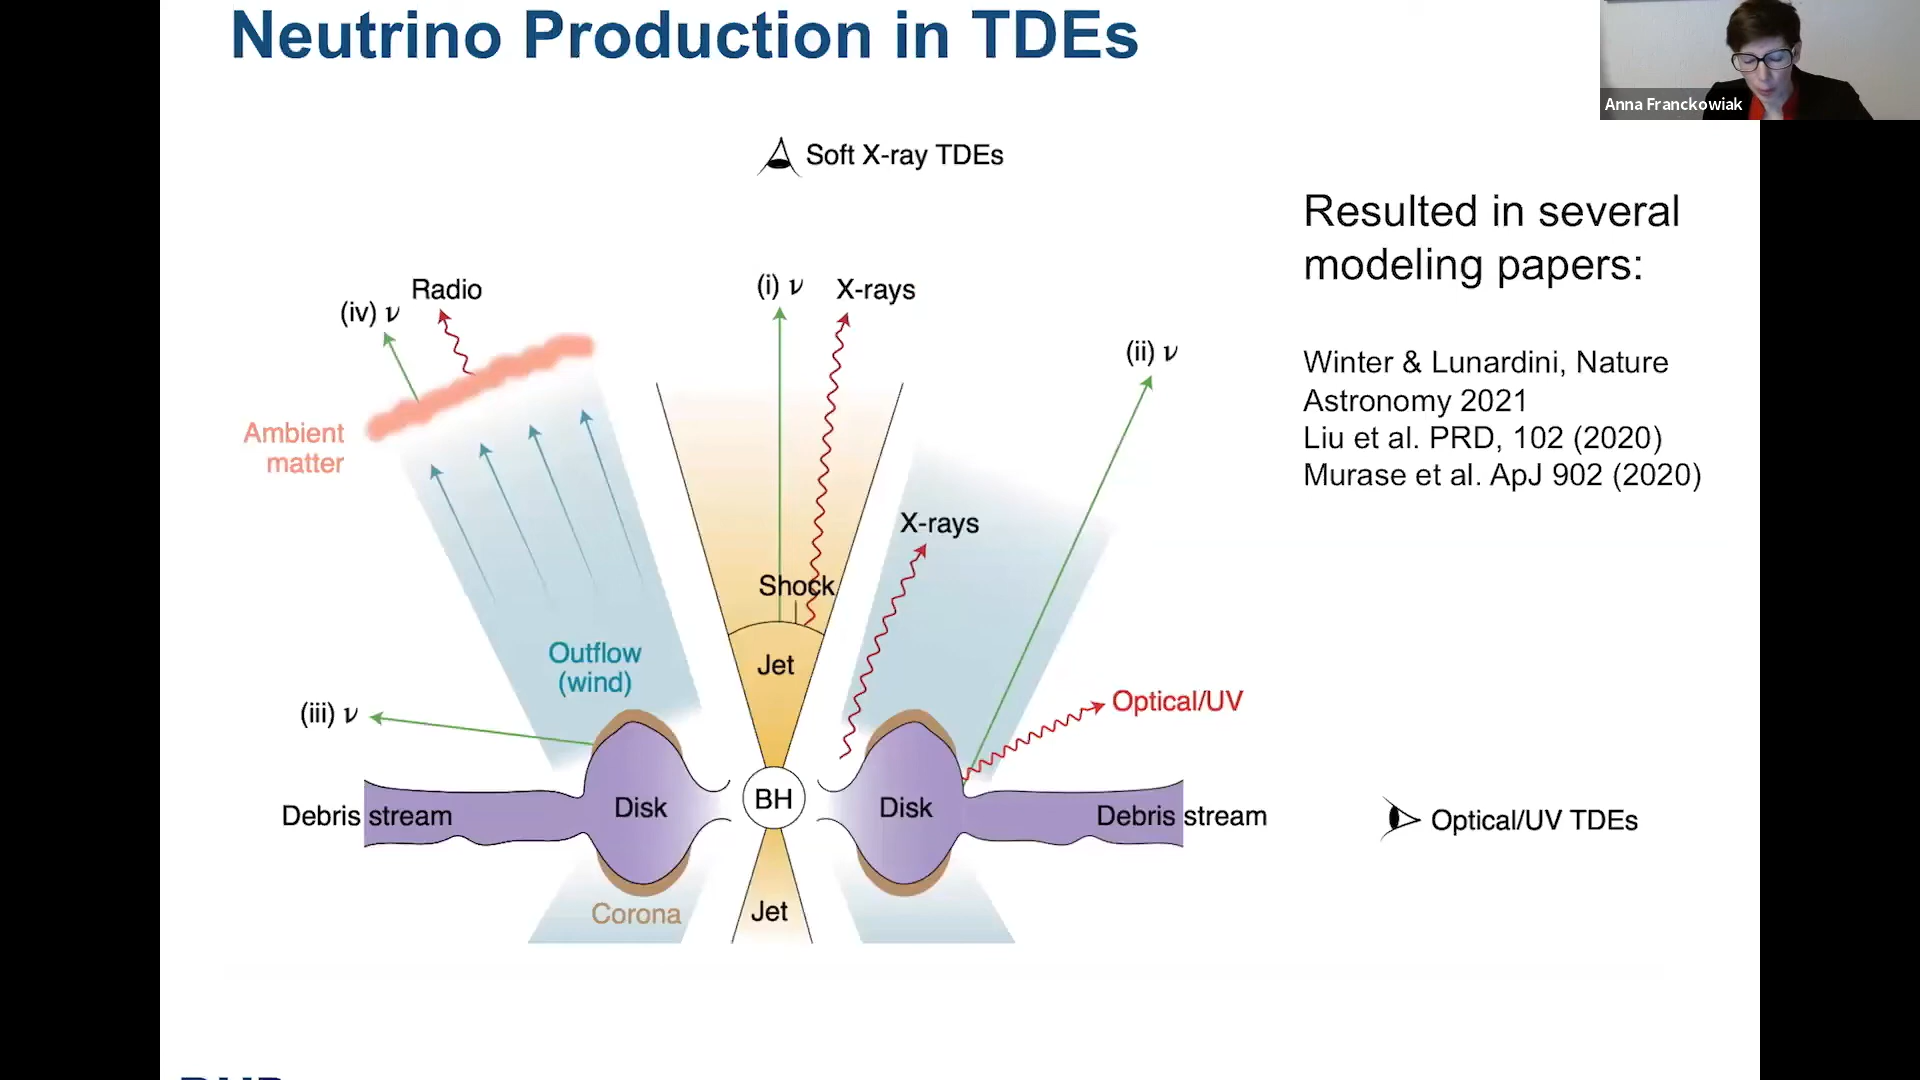 Neutrino Production in TDEs
Anna Franckowiak
Soft X-ray TDEs
Resulted in several
modeling papers:
Winter & Lunardini, Nature
Astronomy 2021
Liu et al. PRD, 102 (2020)
Murase et al. ApJ 902 (2020)
(iv) ν
Radio
(i) ν
X-rays
(ii) ν
Ambient
matter
X-rays
Shock
Outflow
(wind)
Jet
(iii) ν
Optical/UV
Debris stream
Disk
BH
Disk
Debris stream
Optical/UV TDEs
Corona
Jet